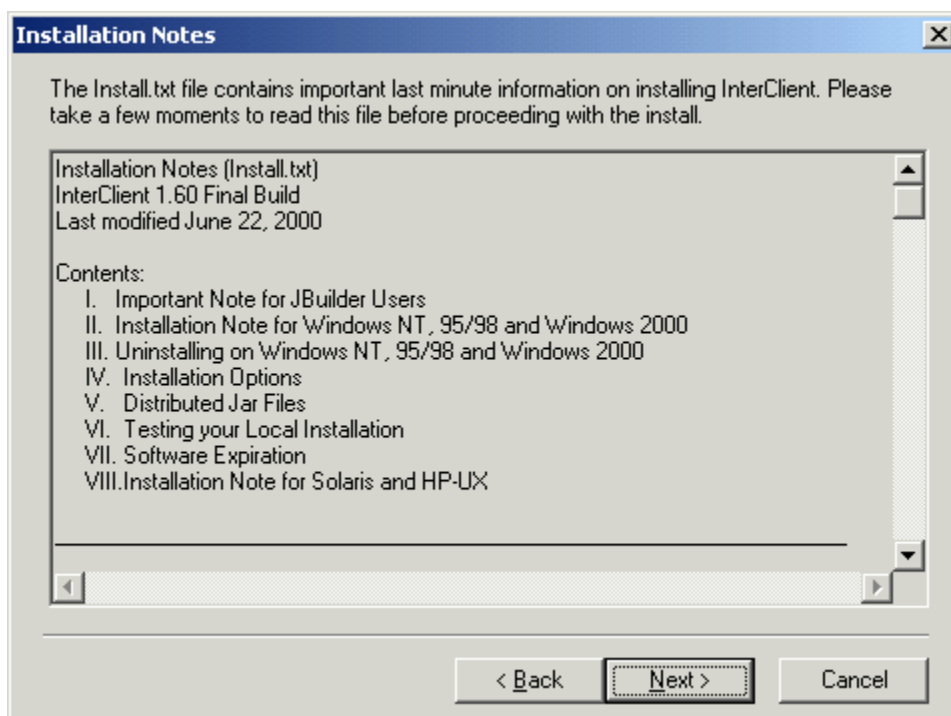 Installation Notes
The Install.txt file contains important last minute information on installing InterClient. Please
take a few moments to read this file before proceeding with the install.
Installation Notes (Install.txt)
InterClient 1.60 Final Build
Last modified June 22, 2000
Contents:
I. Important Note for JBuilder Users
II. Installation Note for Windows NT, 95/98 and Windows 2000
III. Uninstalling on Windows NT, 95/98 and Windows 2000
IV. Installation Options
V. Distributed Jar Files
VI. Testing your Local Installation
VII. Software Expiration
VIII.Installation Note for Solaris and HP-UX
< Back Next > Cancel